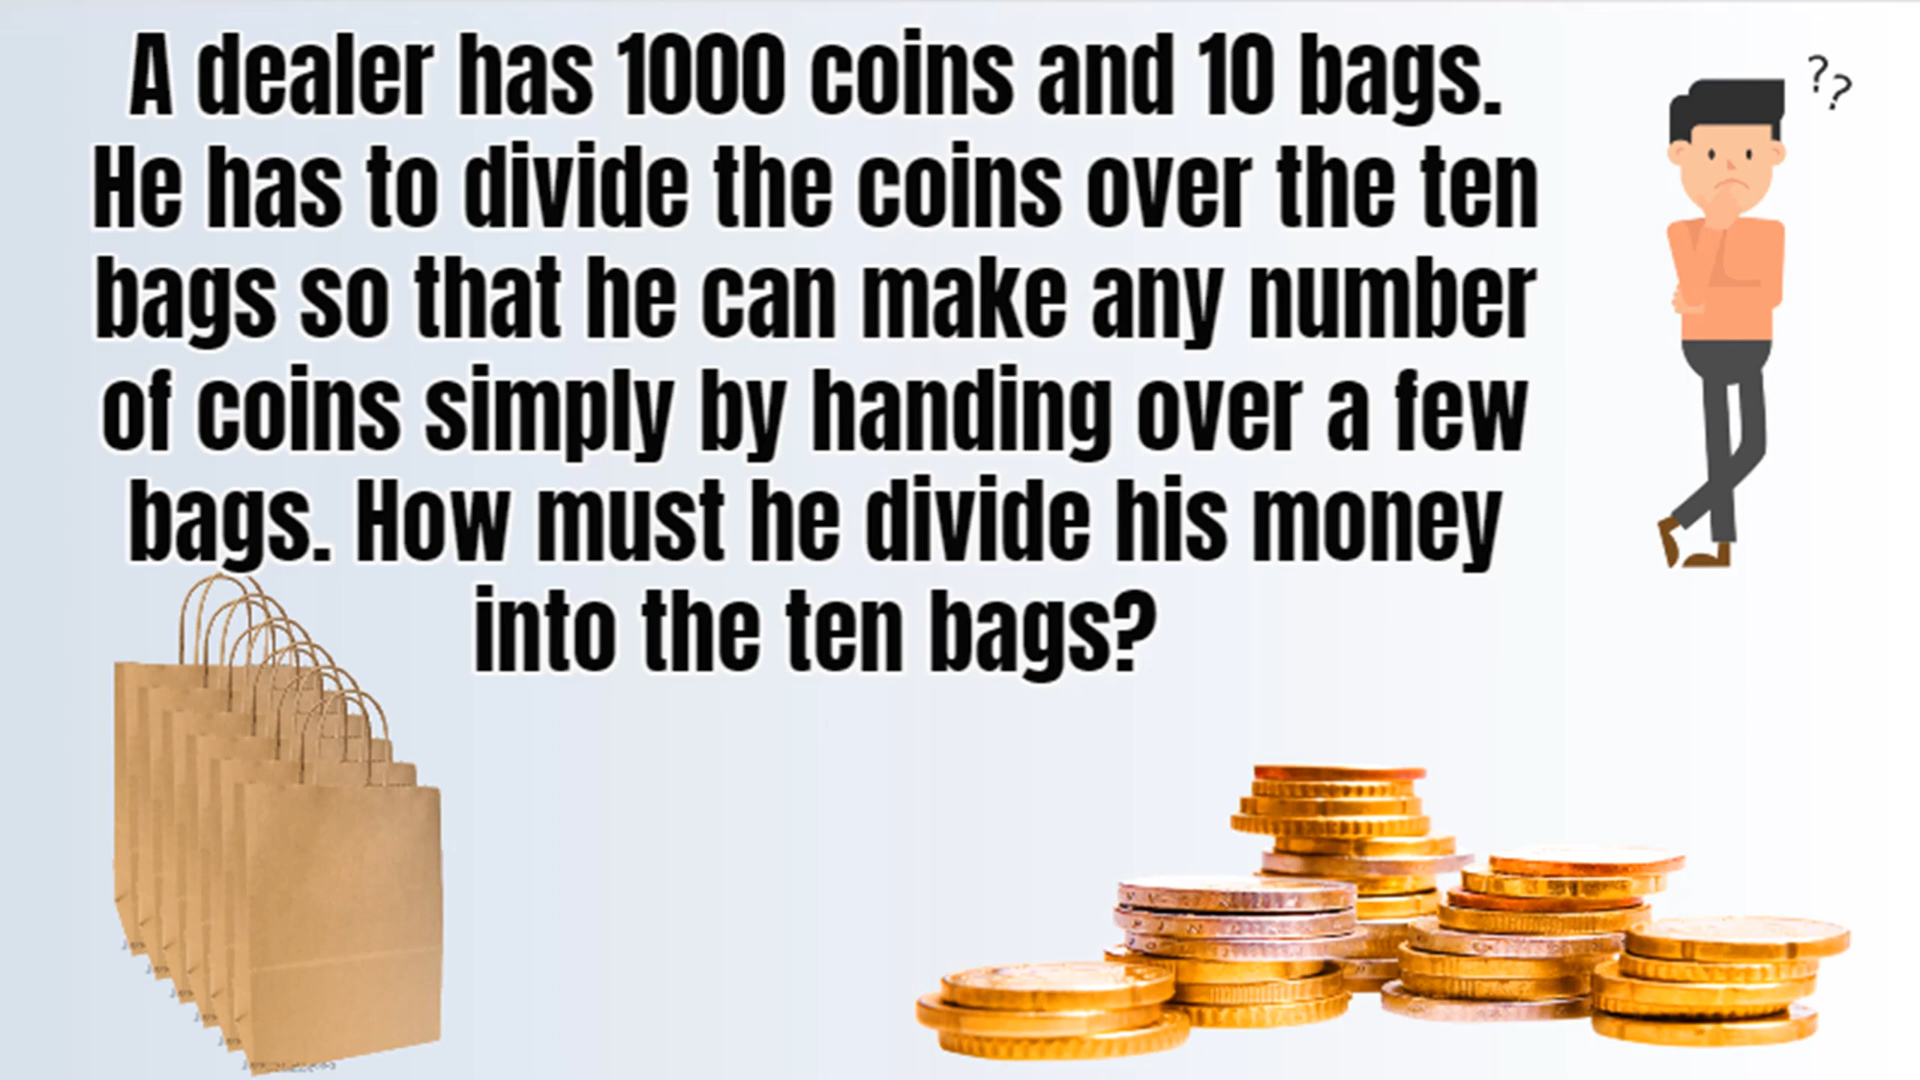 A dealer has 1000 coins and 10 bags.
He has to divide the coins over the ten
bags so that he can make any number
of coins simply by handing over a few
bags. How must he divide his money
into the ten bags?
??